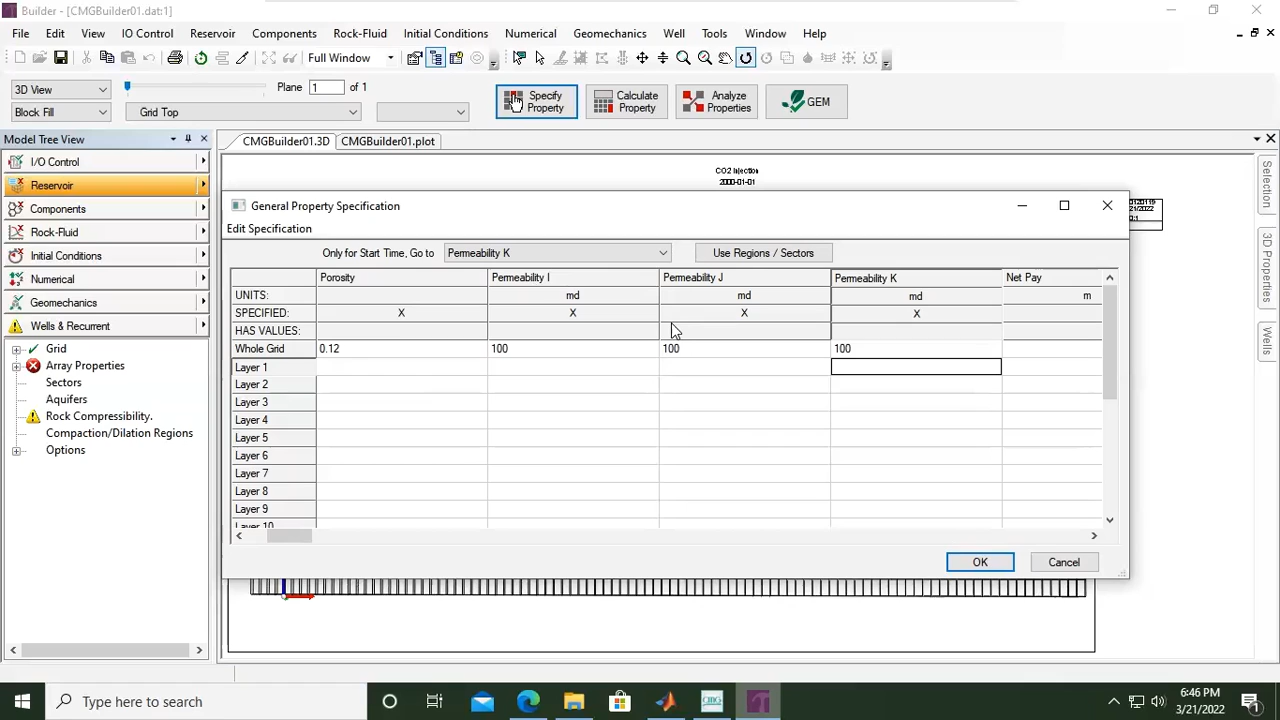 Builder - [CMGBuilder01.dat:1]
File Edit View IO Control Reservoir Components Rock-Fluid Initial Conditions Numerical Geomechanics Well Tools Window Help
Full Window
3D View Plane 1 of 1
Block Fill Grid Top
Specify Property
Calculate Property
Analyze Properties
GEM
Model Tree View
CMGBuilder01.3D CMGBuilder01.plot
I/O Control
Reservoir
Components
Rock-Fluid
Initial Conditions
Numerical
Geomechanics
Wells & Recurrent
Grid
Array Properties
Sectors
Aquifers
Rock Compressibility.
Compaction/Dilation Regions
Options
CO2 Injection
2000-01-01
General Property Specification
Edit Specification
Only for Start Time, Go to Permeability K Use Regions / Sectors
Porosity Permeability I Permeability J Permeability K Net Pay
UNITS: md md md m
SPECIFIED: X X X X
HAS VALUES:
Whole Grid 0.12 100 100 100
Layer 1
Layer 2
Layer 3
Layer 4
Layer 5
Layer 6
Layer 7
Layer 8
Layer 9
Layer 10
OK Cancel
Selection
3D Properties
Wells
Type here to search
6:46 PM
3/21/2022
1